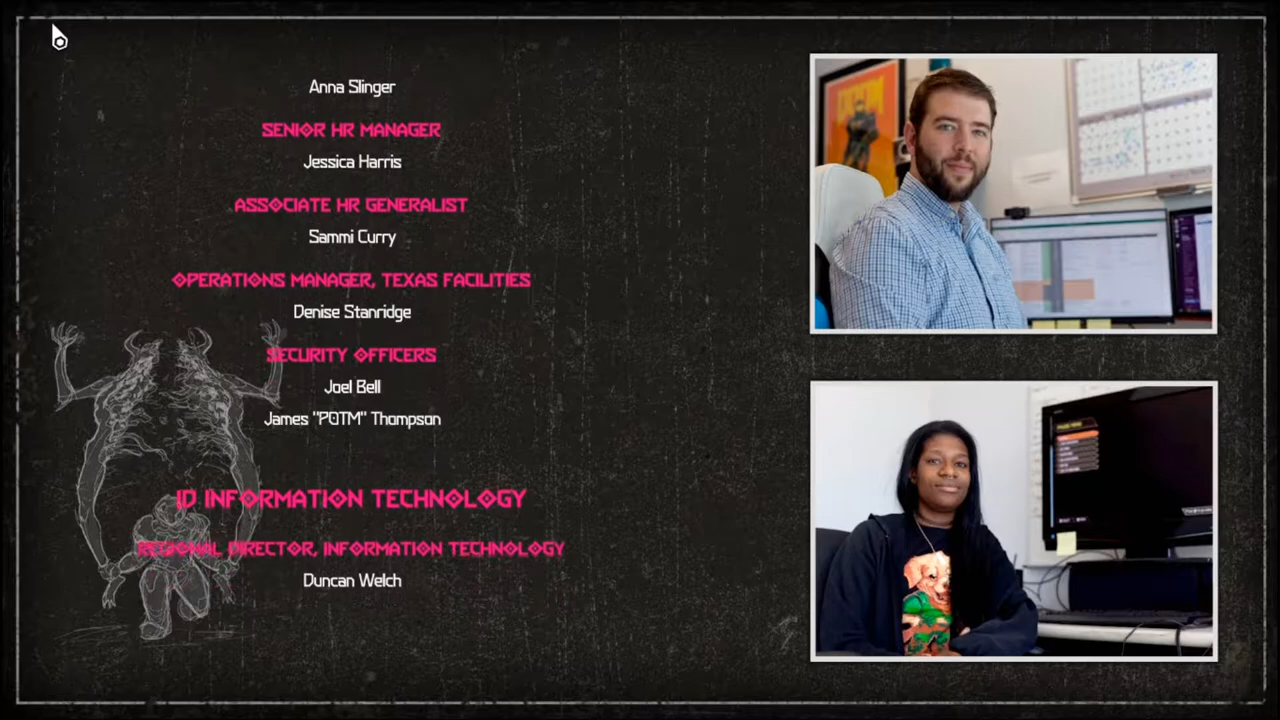 Anna Slinger
SENIOR HR MANAGER
Jessica Harris
ASSOCIATE HR GENERALIST
Sammi Curry
OPERATIONS MANAGER, TEXAS FACILITIES
Denise Stanridge
SECURITY OFFICERS
Joel Bell
James "POTM" Thompson
ID INFORMATION TECHNOLOGY
REGIONAL DIRECTOR, INFORMATION TECHNOLOGY
Duncan Welch